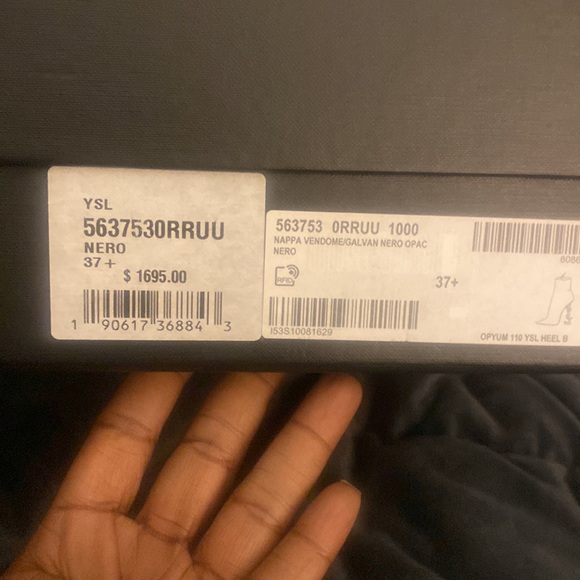 YSL
5637530RRUU
NERO
37+
$ 1695.00
1 90617 36884 3
563753 0RRUU 1000
NAPPA VENDOME/GALVAN NERO OPAC
NERO
RFID
37+
I53S10081629
OPYUM 110 YSL HEEL B